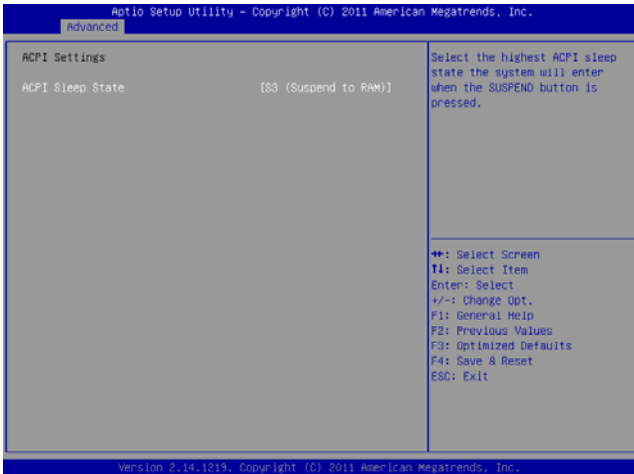 Aptio Setup Utility – Copyright (C) 2011 American Megatrends, Inc.
Advanced
ACPI Settings
ACPI Sleep State [S3 (Suspend to RAM)]
Select the highest ACPI sleep
state the system will enter
when the SUSPEND button is
pressed.
→←: Select Screen
↑↓: Select Item
Enter: Select
+/-: Change Opt.
F1: General Help
F2: Previous Values
F3: Optimized Defaults
F4: Save & Reset
ESC: Exit
Version 2.14.1219. Copyright (C) 2011 American Megatrends, Inc.